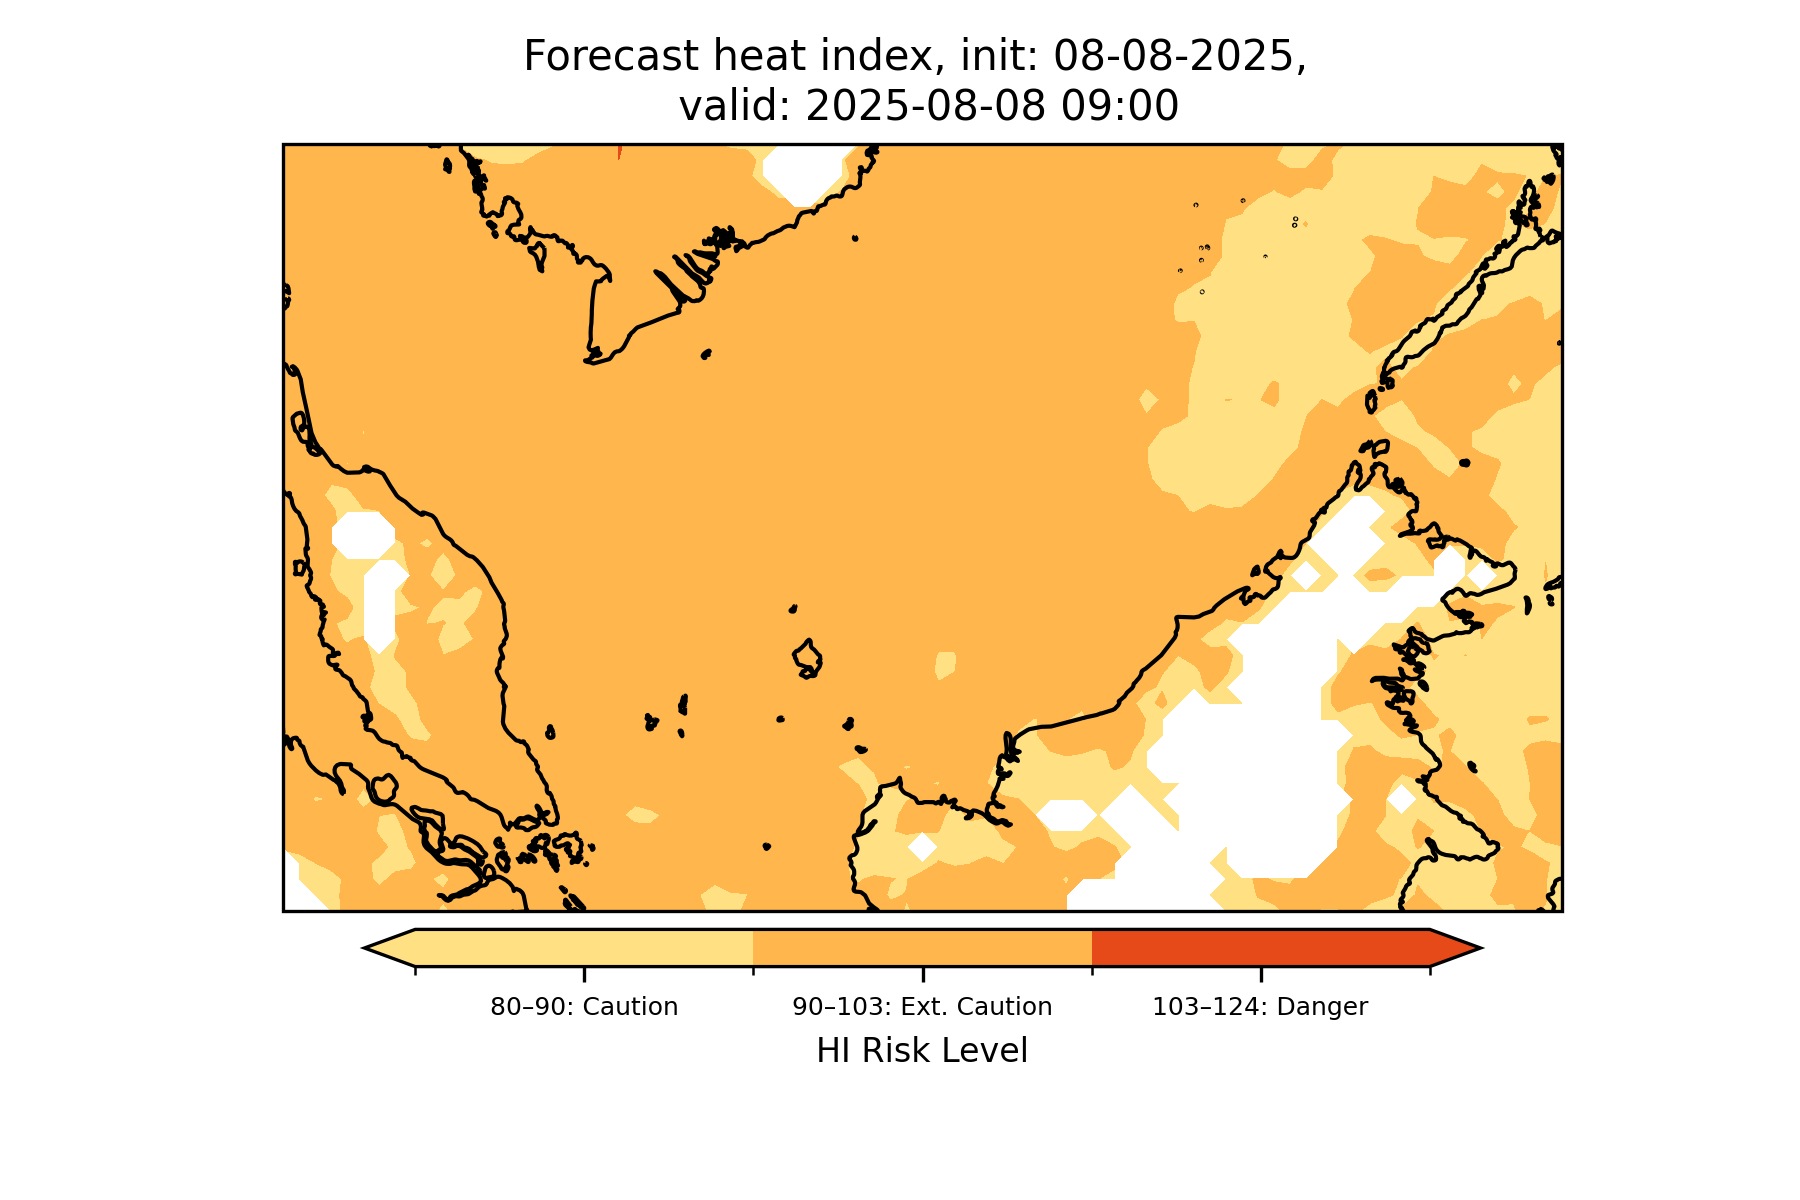 Forecast heat index, init: 08-08-2025,
valid: 2025-08-08 09:00
80–90: Caution
90–103: Ext. Caution
103–124: Danger
HI Risk Level